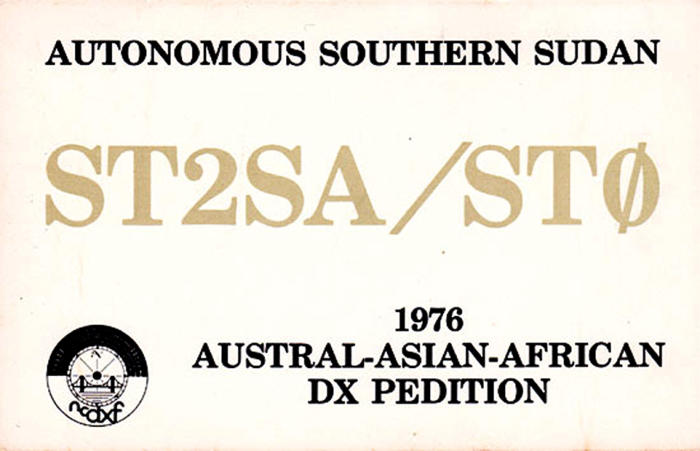 AUTONOMOUS SOUTHERN SUDAN
ST2SA/STØ
1976
AUSTRAL-ASIAN-AFRICAN
DX PEDITION
ncdxf